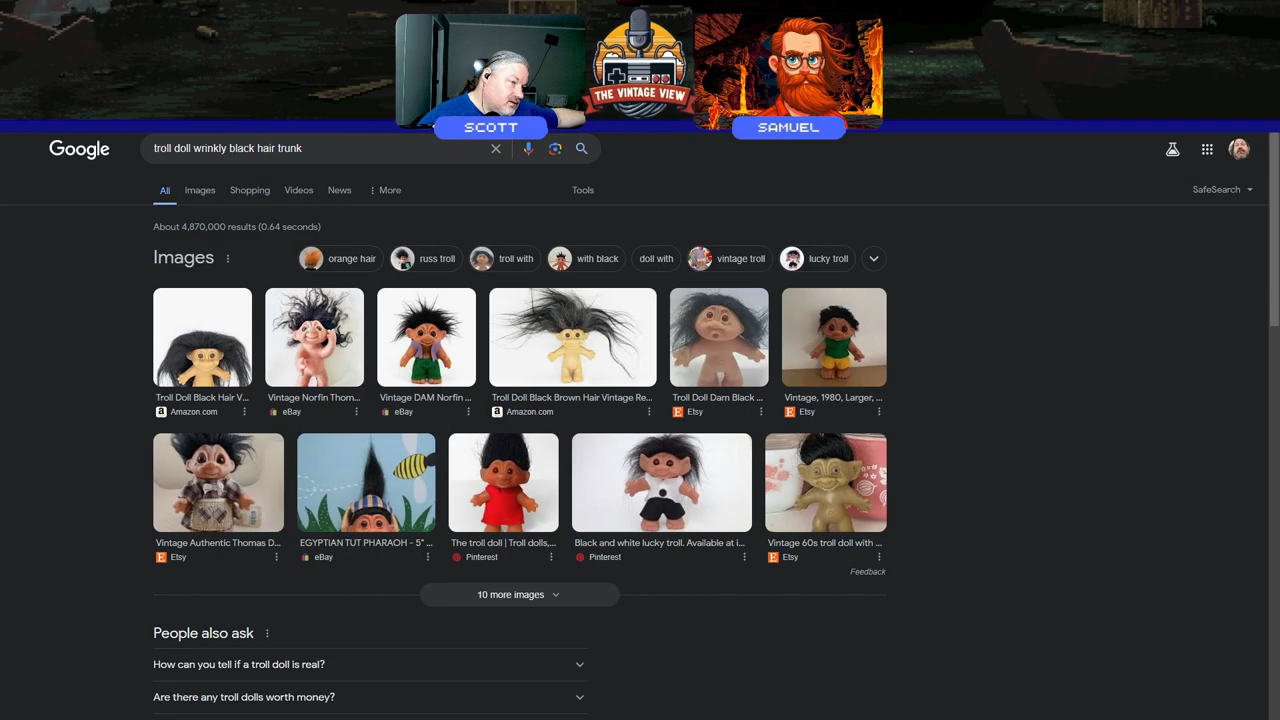 THE VINTAGE VIEW
SCOTT
SAMUEL
Google
troll doll wrinkly black hair trunk
All
Images
Shopping
Videos
News
More
Tools
SafeSearch
About 4,870,000 results (0.64 seconds)
Images
orange hair
russ troll
troll with
with black
doll with
vintage troll
lucky troll
Troll Doll Black Hair V...
Amazon.com
Vintage Norfin Thom...
eBay
Vintage DAM Norfin ...
eBay
Troll Doll Black Brown Hair Vintage Re...
Amazon.com
Troll Doll Dam Black ...
Etsy
Vintage, 1980, Larger, ...
Etsy
Vintage Authentic Thomas D...
Etsy
EGYPTIAN TUT PHARAOH - 5" ...
eBay
The troll doll | Troll dolls,...
Pinterest
Black and white lucky troll. Available at i...
Pinterest
Vintage 60s troll doll with ...
Etsy
Feedback
10 more images
People also ask
How can you tell if a troll doll is real?
Are there any troll dolls worth money?